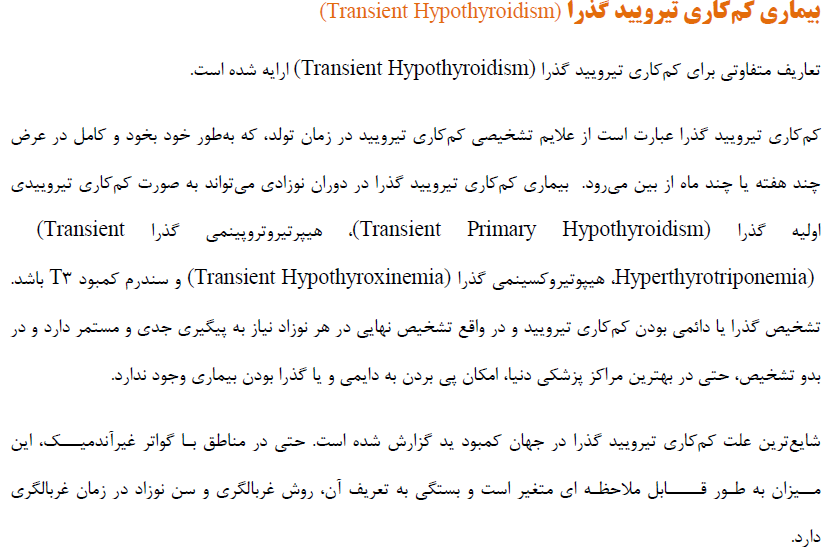 بیماری کم‌کاری تیرویید گذرا (Transient Hypothyroidism)
تعاریف متفاوتی برای کم‌کاری تیرویید گذرا (Transient Hypothyroidism) ارایه شده است.
کم‌کاری تیرویید گذرا عبارت است از علایم تشخیصی کم‌کاری تیرویید در زمان تولد، که به‌طور خود بخود و کامل در عرض
چند هفته یا چند ماه از بین می‌رود. بیماری کم‌کاری تیرویید گذرا در دوران نوزادی می‌تواند به صورت کم‌کاری تیروییدی
اولیه گذرا (Transient Primary Hypothyroidism)، هیپرتیروتروپینمی گذرا (Transient
Hyperthyrotriponemia)، هیپوتیروکسینمی گذرا (Transient Hypothyroxinemia) و سندرم کمبود T۳ باشد.
تشخیص گذرا یا دائمی بودن کم‌کاری تیرویید و در واقع تشخیص نهایی در هر نوزاد نیاز به پیگیری جدی و مستمر دارد و در
بدو تشخیص، حتی در بهترین مراکز پزشکی دنیا، امکان پی بردن به دایمی و یا گذرا بودن بیماری وجود ندارد.
شایع‌ترین علت کم‌کاری تیرویید گذرا در جهان کمبود ید گزارش شده است. حتی در مناطق بـا گواتر غیرآندمیـــک، این
مـــیزان به طـور قـــــابل ملاحظـه ای متغیر است و بستگی به تعریف آن، روش غربالگری و سن نوزاد در زمان غربالگری
دارد.